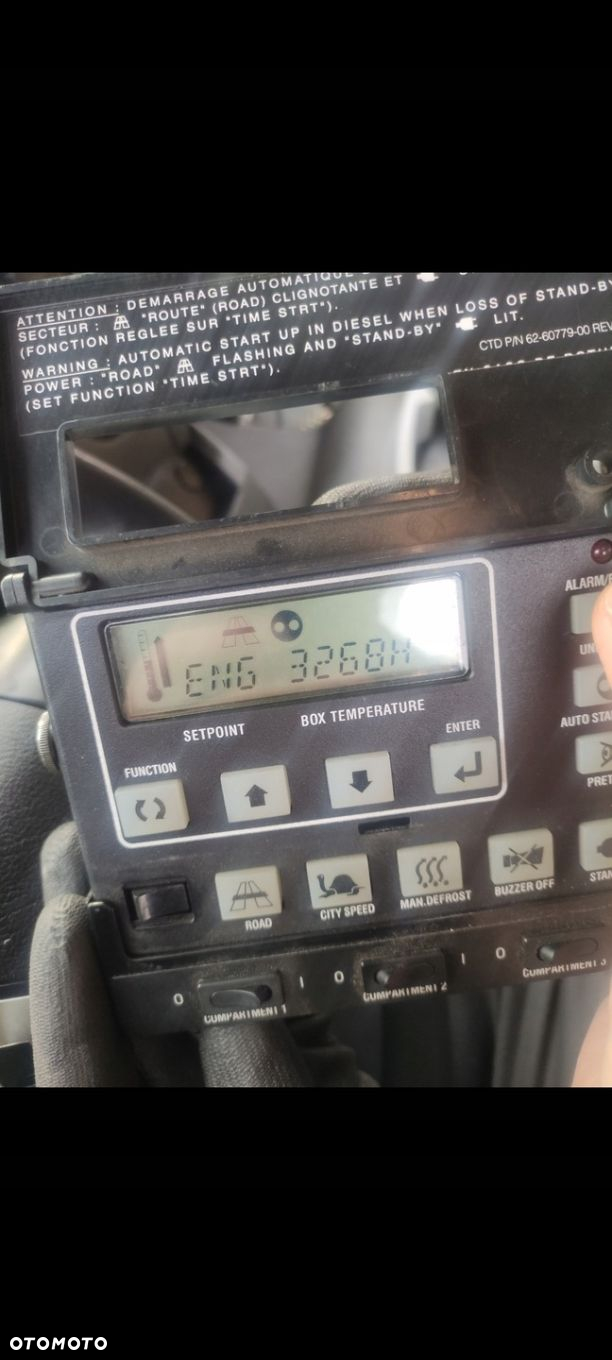 ATTENTION : DEMARRAGE AUTOMATIQUE
SECTEUR : "ROUTE" (ROAD) CLIGNOTANTE ET
(FONCTION REGLEE SUR "TIME STRT").
WARNING : AUTOMATIC START UP IN DIESEL WHEN LOSS OF STAND-BY
POWER : "ROAD" FLASHING AND "STAND-BY" LIT.
(SET FUNCTION "TIME STRT").
CTD P/N 62-60779-00 REV
ALARM/
ENG 3268H
SETPOINT
BOX TEMPERATURE
AUTO STA
FUNCTION
ENTER
PRET
ROAD
CITY SPEED
MAN.DEFROST
BUZZER OFF
STAN
0
I
0
I
0
COMPARTMENT 1
COMPARTMENT 2
COMPARTMENT 3
OTOMOTO